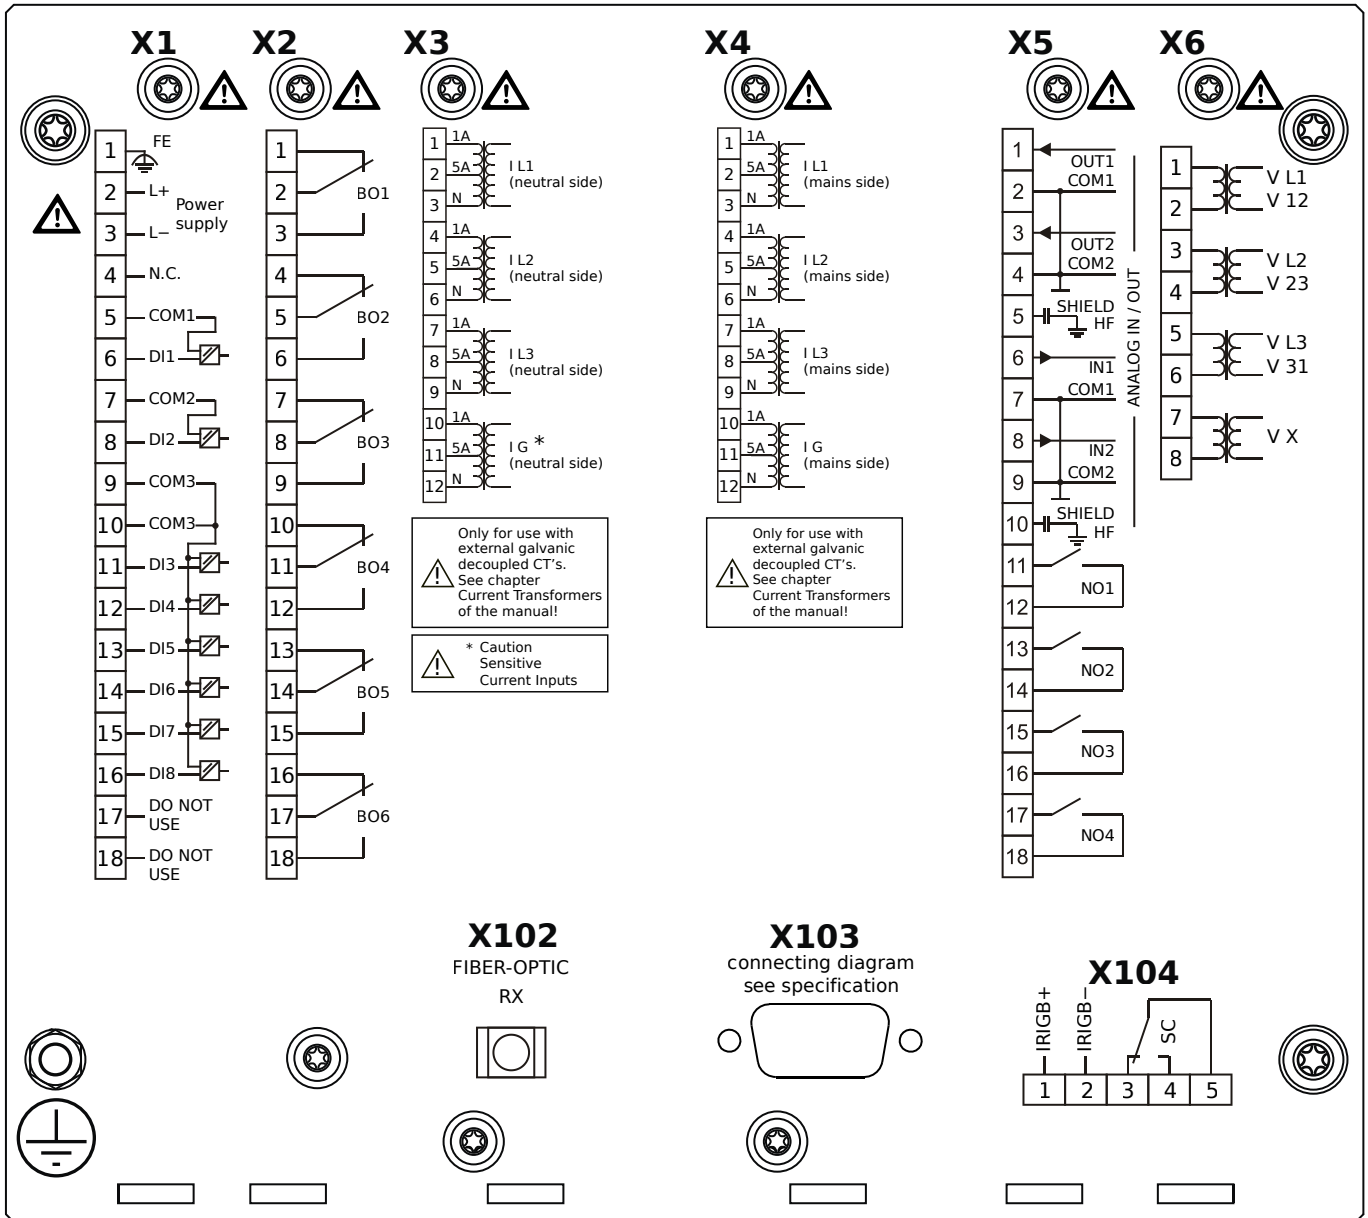 X1 X2 X3 X4 X5 X6
1 FE
2 L+
Power
supply
3 L−
4 N.C.
5 COM1
6 DI1
7 COM2
8 DI2
9 COM3
10 COM3
11 DI3
12 DI4
13 DI5
14 DI6
15 DI7
16 DI8
17 DO NOT
USE
18 DO NOT
USE
1
2 BO1
3
4
5 BO2
6
7
8 BO3
9
10
11 BO4
12
13
14 BO5
15
16
17 BO6
18
1 1A
2 5A I L1
(neutral side)
3 N
4 1A
5 5A I L2
(neutral side)
6 N
7 1A
8 5A I L3
(neutral side)
9 N
10 1A
11 5A I G *
(neutral side)
12 N
Only for use with
external galvanic
decoupled CT's.
See chapter
Current Transformers
of the manual!
* Caution
Sensitive
Current Inputs
1 1A
2 5A I L1
(mains side)
3 N
4 1A
5 5A I L2
(mains side)
6 N
7 1A
8 5A I L3
(mains side)
9 N
10 1A
11 5A I G
(mains side)
12 N
Only for use with
external galvanic
decoupled CT's.
See chapter
Current Transformers
of the manual!
1
OUT1
2 COM1
3
OUT2
4 COM2
5 SHIELD
HF
6
IN1
7 COM1
8
IN2
9 COM2
10 SHIELD
HF
ANALOG IN / OUT
11
NO1
12
13
NO2
14
15
NO3
16
17
NO4
18
1 V L1
2 V 12
3 V L2
4 V 23
5 V L3
6 V 31
7
V X
8
X102
FIBER-OPTIC
RX
X103
connecting diagram
see specification
X104
IRIGB+
IRIGB−
SC
1 2 3 4 5